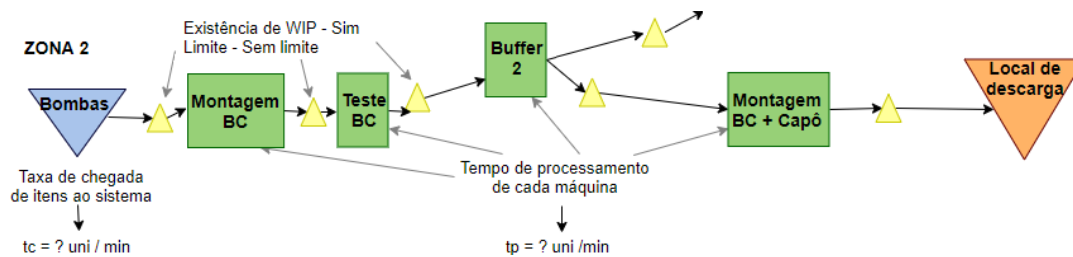 ZONA 2
Existência de WIP - Sim
Limite - Sem limite
Bombas
Montagem
BC
Teste
BC
Buffer
2
Montagem
BC + Capô
Local de
descarga
Taxa de chegada
de itens ao sistema
Tempo de processamento
de cada máquina
tc = ? uni / min
tp = ? uni /min